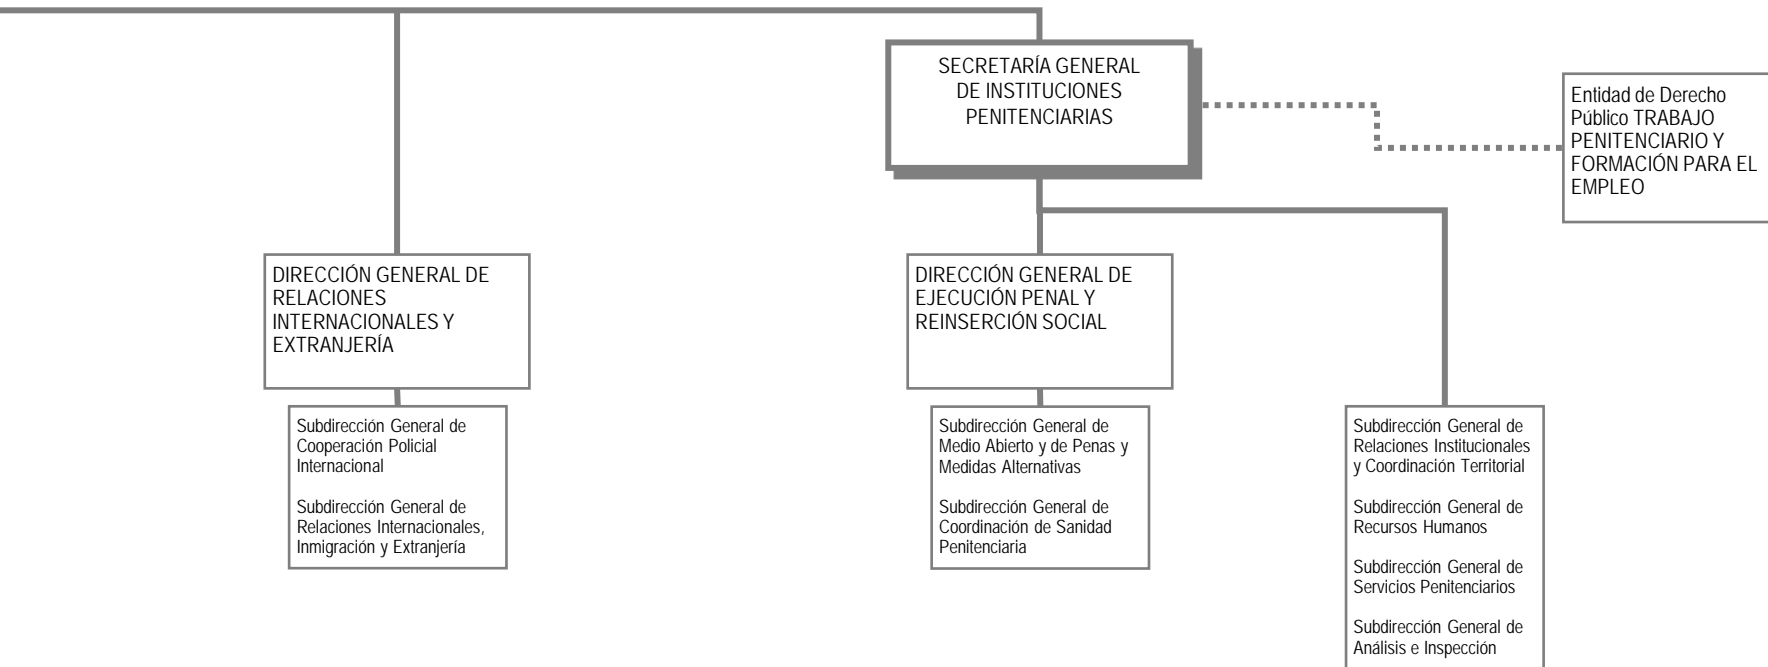 SECRETARÍA GENERAL
DE INSTITUCIONES
PENITENCIARIAS
Entidad de Derecho
Público TRABAJO
PENITENCIARIO Y
FORMACIÓN PARA EL
EMPLEO
DIRECCIÓN GENERAL DE
RELACIONES
INTERNACIONALES Y
EXTRANJERÍA
DIRECCIÓN GENERAL DE
EJECUCIÓN PENAL Y
REINSERCIÓN SOCIAL
Subdirección General de
Cooperación Policial
Internacional
Subdirección General de
Relaciones Internacionales,
Inmigración y Extranjería
Subdirección General de
Medio Abierto y de Penas y
Medidas Alternativas
Subdirección General de
Coordinación de Sanidad
Penitenciaria
Subdirección General de
Relaciones Institucionales
y Coordinación Territorial
Subdirección General de
Recursos Humanos
Subdirección General de
Servicios Penitenciarios
Subdirección General de
Análisis e Inspección